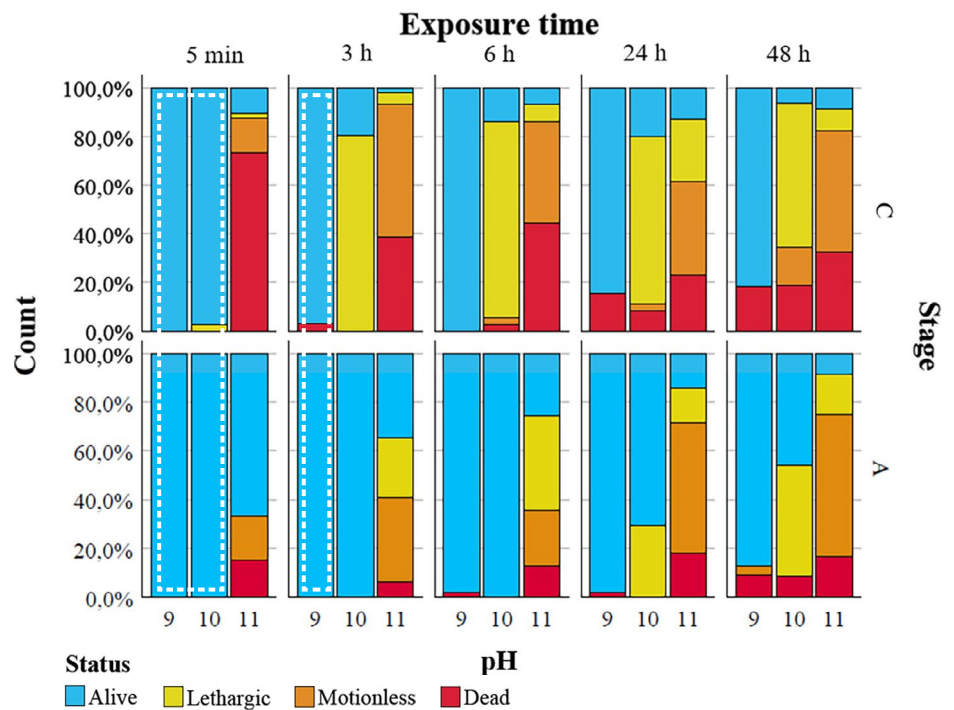 Exposure time
5 min 3 h 6 h 24 h 48 h
100,0%
80,0%
60,0%
40,0%
20,0%
0,0%
C
100,0%
80,0%
60,0%
40,0%
20,0%
0,0%
A
Count
Stage
9 10 11 9 10 11 9 10 11 9 10 11 9 10 11
pH
Status
Alive Lethargic Motionless Dead